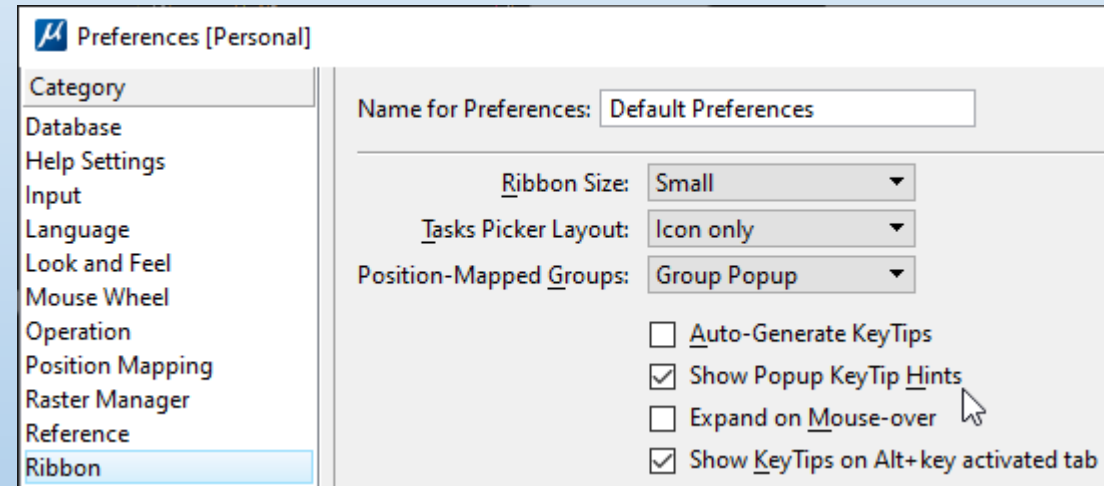 Preferences [Personal]
Category
Database
Help Settings
Input
Language
Look and Feel
Mouse Wheel
Operation
Position Mapping
Raster Manager
Reference
Ribbon
Name for Preferences: Default Preferences
Ribbon Size: Small
Tasks Picker Layout: Icon only
Position-Mapped Groups: Group Popup
Auto-Generate KeyTips
Show Popup KeyTip Hints
Expand on Mouse-over
Show KeyTips on Alt+key activated tab